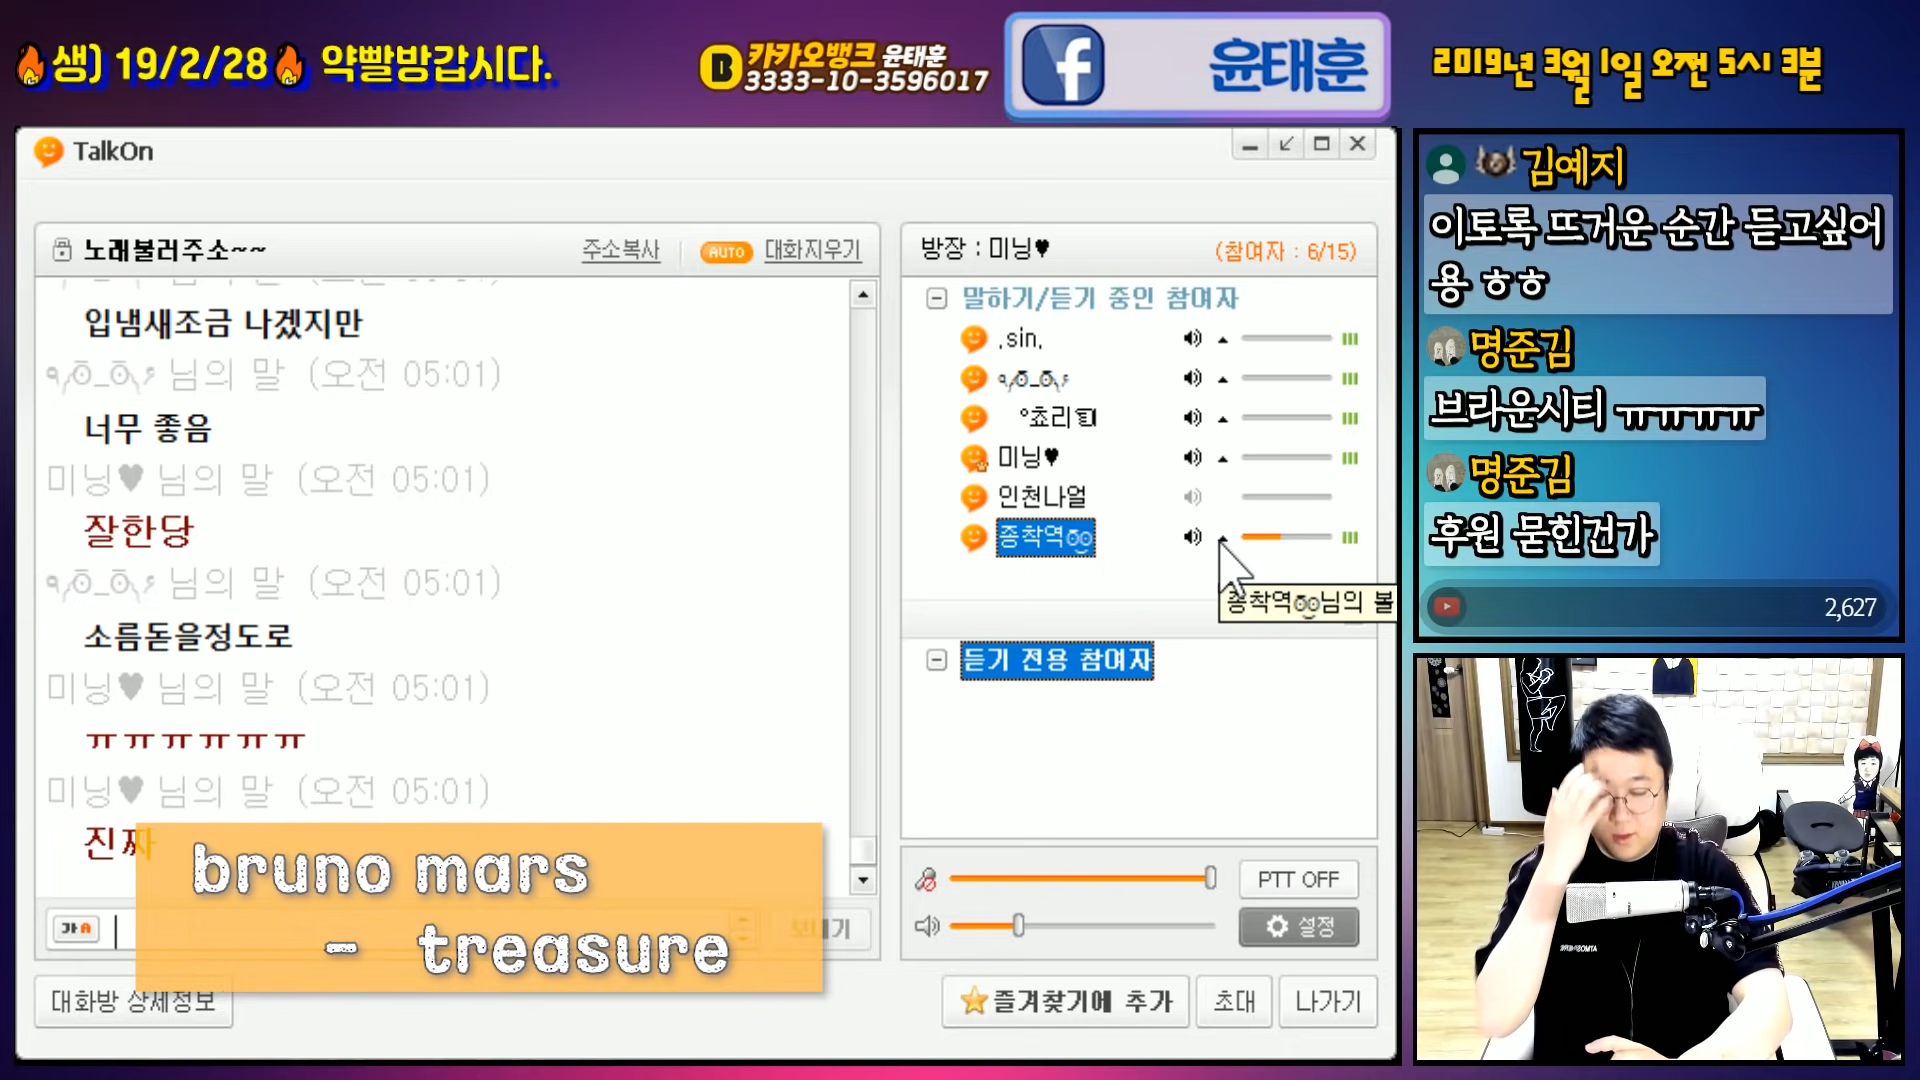 생) 19/2/28 약빨방갑시다.
카카오뱅크 윤태훈
3333-10-3596017
윤태훈
2019년 3월 1일 오전 5시 3분
TalkOn
노래불러주소~~
주소복사
AUTO 대화지우기
입냄새조금 나겠지만
님의 말 (오전 05:01)
너무 좋음
미닝♥ 님의 말 (오전 05:01)
잘한당
님의 말 (오전 05:01)
소름돋을정도로
미닝♥ 님의 말 (오전 05:01)
ㅠㅠㅠㅠㅠㅠ
미닝♥ 님의 말 (오전 05:01)
진짜
bruno mars
- treasure
가A
대화방 상세정보
방장 : 미닝♥
(참여자 : 6/15)
말하기/듣기 중인 참여자
,sin,
°쵸리
미닝♥
인천나얼
종착역
종착역 님의 볼
듣기 전용 참여자
PTT OFF
설정
즐겨찾기에 추가
초대
나가기
김예지
이토록 뜨거운 순간 듣고싶어
용 ㅎㅎ
명준김
브라운시티 ㅠㅠㅠㅠ
명준김
후원 묻힌건가
2,627